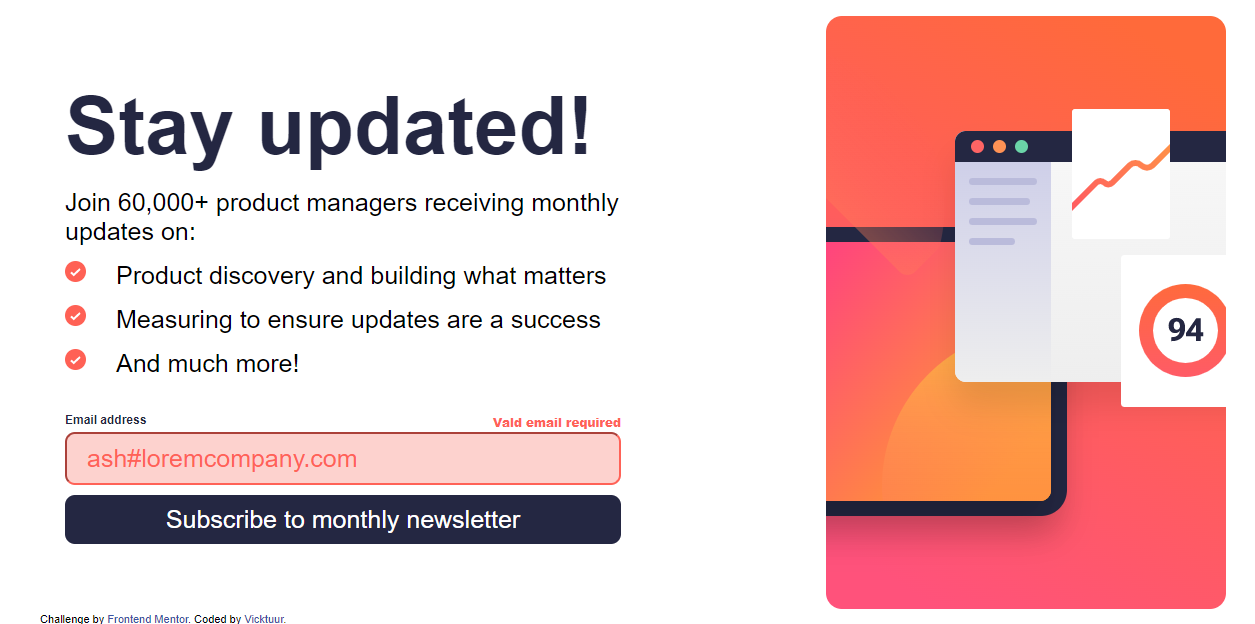 Stay updated!
Join 60,000+ product managers receiving monthly
updates on:
Product discovery and building what matters
Measuring to ensure updates are a success
And much more!
Email address
Vald email required
ash#loremcompany.com
Subscribe to monthly newsletter
94
Challenge by Frontend Mentor. Coded by Vicktuur.